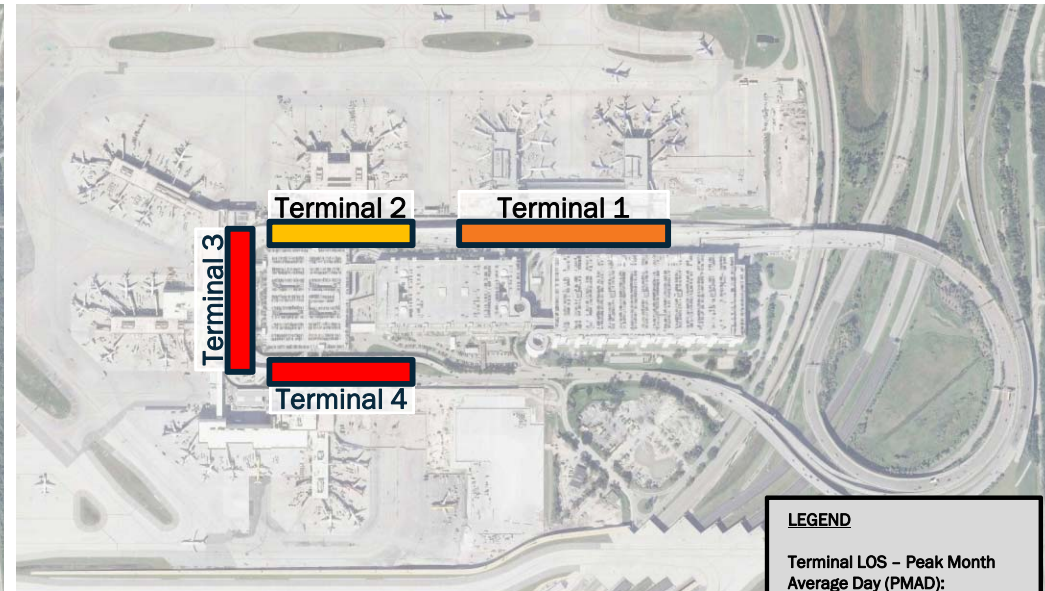 Terminal 2
Terminal 1
Terminal 3
Terminal 4
LEGEND
Terminal LOS – Peak Month
Average Day (PMAD):